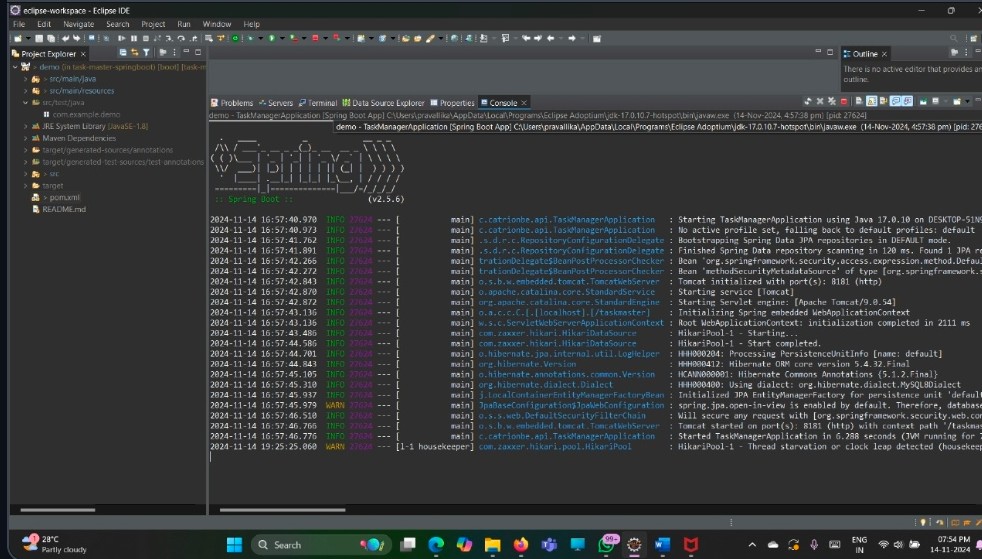 eclipse-workspace - Eclipse IDE
File Edit Navigate Search Project Run Window Help
Project Explorer
demo (in task-master-springboot) [boot] [task-m
src/main/java
src/main/resources
src/test/java
com.example.demo
JRE System Library [JavaSE-1.8]
Maven Dependencies
target/generated-sources/annotations
target/generated-test-sources/test-annotations
src
target
pom.xml
README.md
Outline
There is no active editor that provides an
outline.
Problems Servers Terminal Data Source Explorer Properties Console
demo - TaskManagerApplication [Spring Boot App] C:\Users\pravallika\AppData\Local\Programs\Eclipse Adoptium\jdk-17.0.10.7-hotspot\bin\javaw.exe (14-Nov-2024, 4:57:38 pm) [pid: 27624]
demo - TaskManagerApplication [Spring Boot App] C:\Users\pravallika\AppData\Local\Programs\Eclipse Adoptium\jdk-17.0.10.7-hotspot\bin\javaw.exe (14-Nov-2024, 4:57:38 pm) [pid: 276
:: Spring Boot :: (v2.5.6)
2024-11-14 16:57:40.970 INFO 27624 --- [ main] c.catrionbe.api.TaskManagerApplication : Starting TaskManagerApplication using Java 17.0.10 on DESKTOP-51N9
2024-11-14 16:57:40.973 INFO 27624 --- [ main] c.catrionbe.api.TaskManagerApplication : No active profile set, falling back to default profiles: default
2024-11-14 16:57:41.762 INFO 27624 --- [ main] .s.d.r.c.RepositoryConfigurationDelegate : Bootstrapping Spring Data JPA repositories in DEFAULT mode.
2024-11-14 16:57:41.891 INFO 27624 --- [ main] .s.d.r.c.RepositoryConfigurationDelegate : Finished Spring Data repository scanning in 120 ms. Found 1 JPA r
2024-11-14 16:57:42.266 INFO 27624 --- [ main] trationDelegate$BeanPostProcessorChecker : Bean 'org.springframework.security.access.expression.method.Defau
2024-11-14 16:57:42.272 INFO 27624 --- [ main] trationDelegate$BeanPostProcessorChecker : Bean 'methodSecurityMetadataSource' of type [org.springframework.s
2024-11-14 16:57:42.843 INFO 27624 --- [ main] o.s.b.w.embedded.tomcat.TomcatWebServer : Tomcat initialized with port(s): 8181 (http)
2024-11-14 16:57:42.870 INFO 27624 --- [ main] o.apache.catalina.core.StandardService : Starting service [Tomcat]
2024-11-14 16:57:42.872 INFO 27624 --- [ main] org.apache.catalina.core.StandardEngine : Starting Servlet engine: [Apache Tomcat/9.0.54]
2024-11-14 16:57:43.136 INFO 27624 --- [ main] o.a.c.c.C.[.[localhost].[/taskmaster] : Initializing Spring embedded WebApplicationContext
2024-11-14 16:57:43.136 INFO 27624 --- [ main] w.s.c.ServletWebServerApplicationContext : Root WebApplicationContext: initialization completed in 2111 ms
2024-11-14 16:57:43.486 INFO 27624 --- [ main] com.zaxxer.hikari.HikariDataSource : HikariPool-1 - Starting...
2024-11-14 16:57:44.586 INFO 27624 --- [ main] com.zaxxer.hikari.HikariDataSource : HikariPool-1 - Start completed.
2024-11-14 16:57:44.701 INFO 27624 --- [ main] o.hibernate.jpa.internal.util.LogHelper : HHH000204: Processing PersistenceUnitInfo [name: default]
2024-11-14 16:57:44.843 INFO 27624 --- [ main] org.hibernate.Version : HHH000412: Hibernate ORM core version 5.4.32.Final
2024-11-14 16:57:45.105 INFO 27624 --- [ main] o.hibernate.annotations.common.Version : HCANN000001: Hibernate Commons Annotations {5.1.2.Final}
2024-11-14 16:57:45.310 INFO 27624 --- [ main] org.hibernate.dialect.Dialect : HHH000400: Using dialect: org.hibernate.dialect.MySQL8Dialect
2024-11-14 16:57:45.937 INFO 27624 --- [ main] j.LocalContainerEntityManagerFactoryBean : Initialized JPA EntityManagerFactory for persistence unit 'defaul
2024-11-14 16:57:45.979 WARN 27624 --- [ main] JpaBaseConfiguration$JpaWebConfiguration : spring.jpa.open-in-view is enabled by default. Therefore, databas
2024-11-14 16:57:46.510 INFO 27624 --- [ main] o.s.s.web.DefaultSecurityFilterChain : Will secure any request with [org.springframework.security.web.con
2024-11-14 16:57:46.766 INFO 27624 --- [ main] o.s.b.w.embedded.tomcat.TomcatWebServer : Tomcat started on port(s): 8181 (http) with context path '/taskmas
2024-11-14 16:57:46.776 INFO 27624 --- [ main] c.catrionbe.api.TaskManagerApplication : Started TaskManagerApplication in 6.288 seconds (JVM running for 7
2024-11-14 19:25:25.060 WARN 27624 --- [l-1 housekeeper] com.zaxxer.hikari.pool.HikariPool : HikariPool-1 - Thread starvation or clock leap detected (housekeep
28°C
Partly cloudy
Search
99+
ENG
IN
07:54 PM
14-11-2024